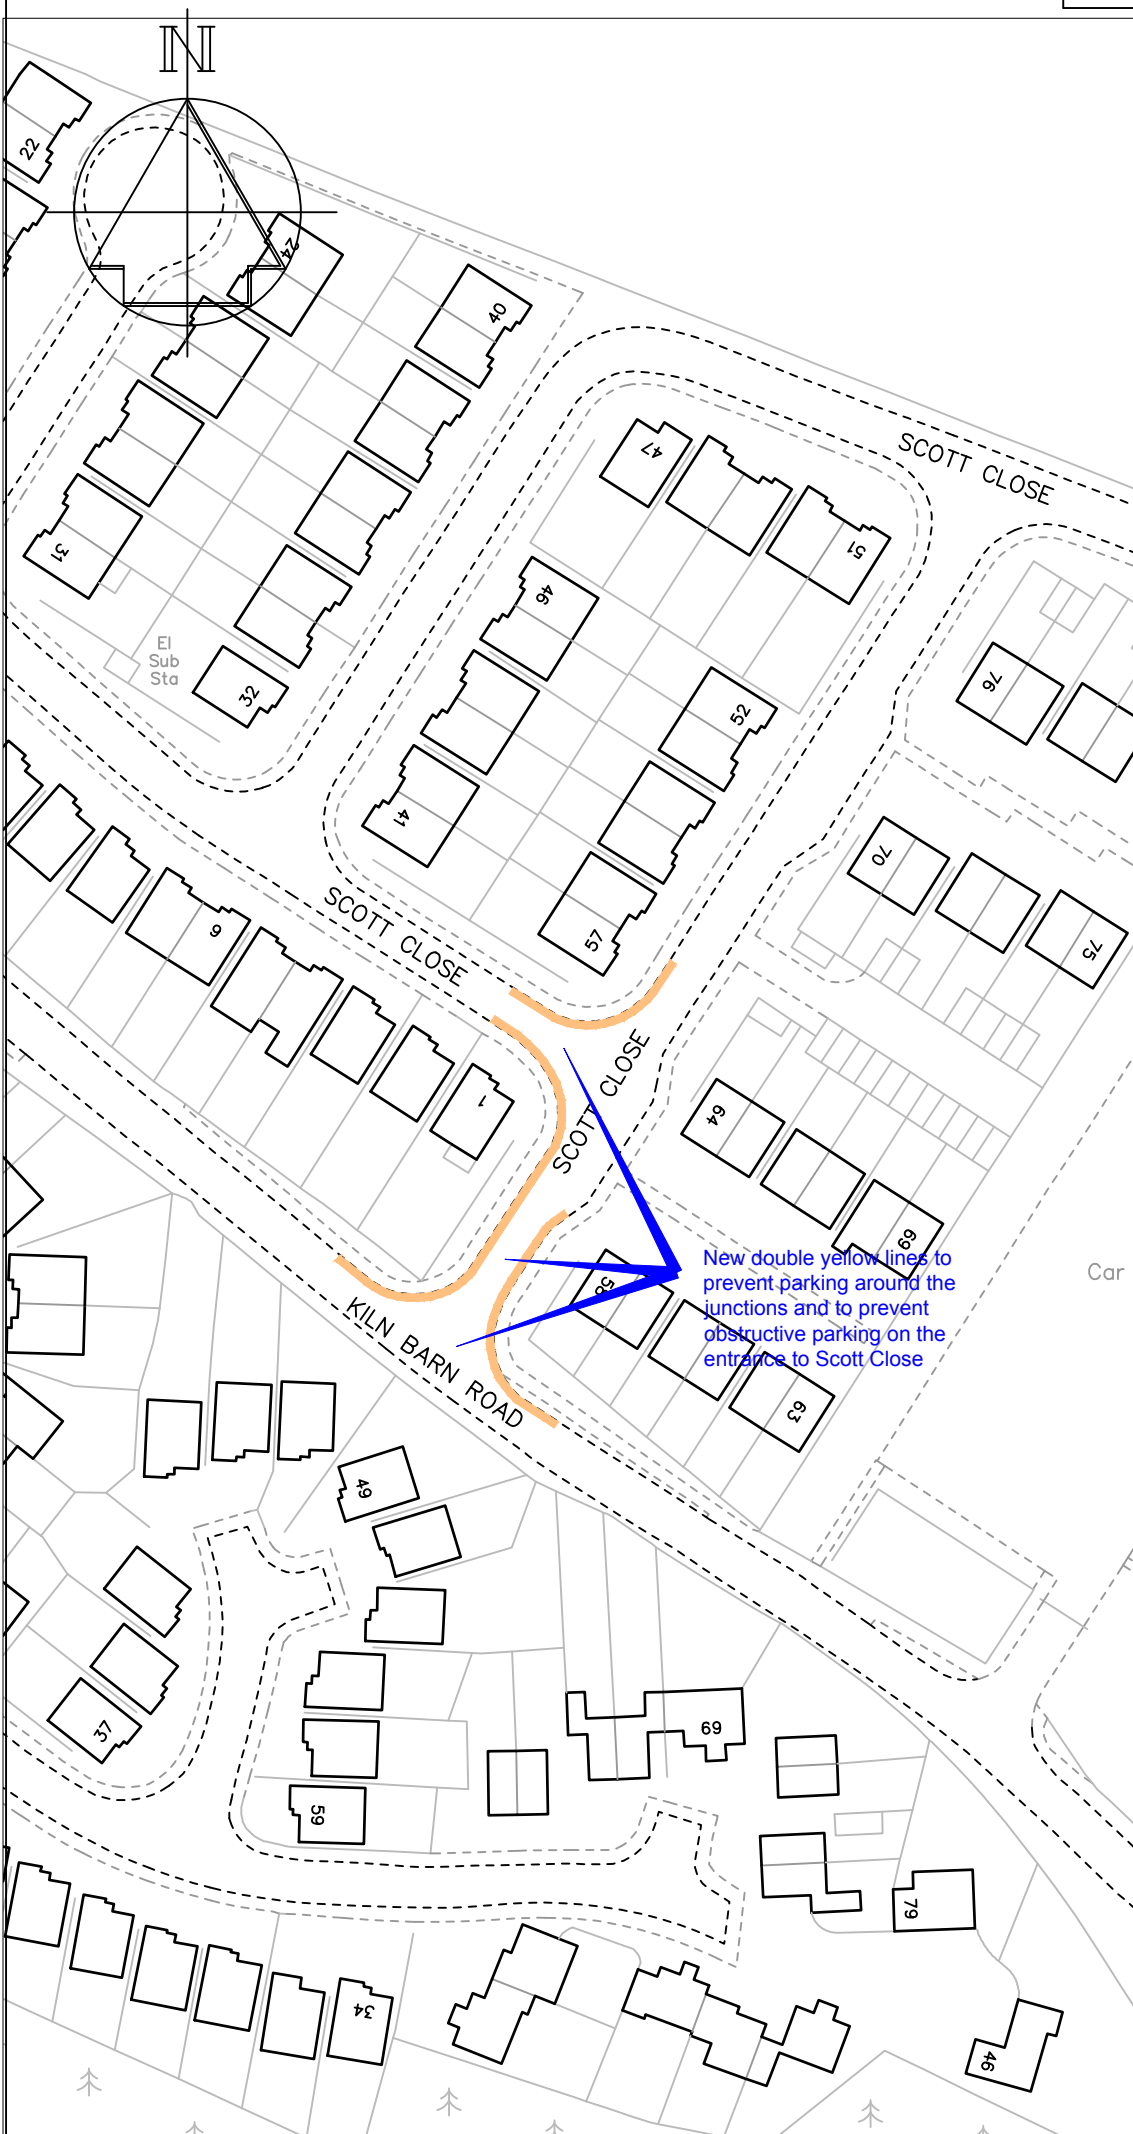 N
22
24
40
SCOTT CLOSE
47
51
31
46
El
Sub
Sta
32
76
52
41
70
SCOTT CLOSE
57
75
9
1
SCOTT CLOSE
64
69
58
New double yellow lines to
prevent parking around the
junctions and to prevent
obstructive parking on the
entrance to Scott Close
Car
KILN BARN ROAD
63
49
37
69
59
79
34
46